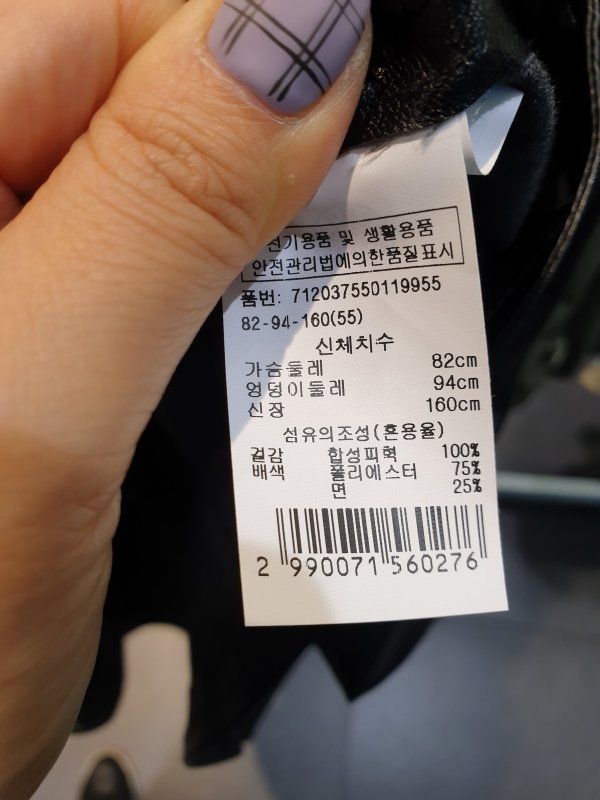 전기용품 및 생활용품
안전관리법에의한품질표시
품번: 712037550119955
82-94-160(55)
신체치수
가슴둘레 82cm
엉덩이둘레 94cm
신장 160cm
섬유의조성(혼용율)
겉감 합성피혁 100%
배색 폴리에스터 75%
면 25%
2 990071 560276